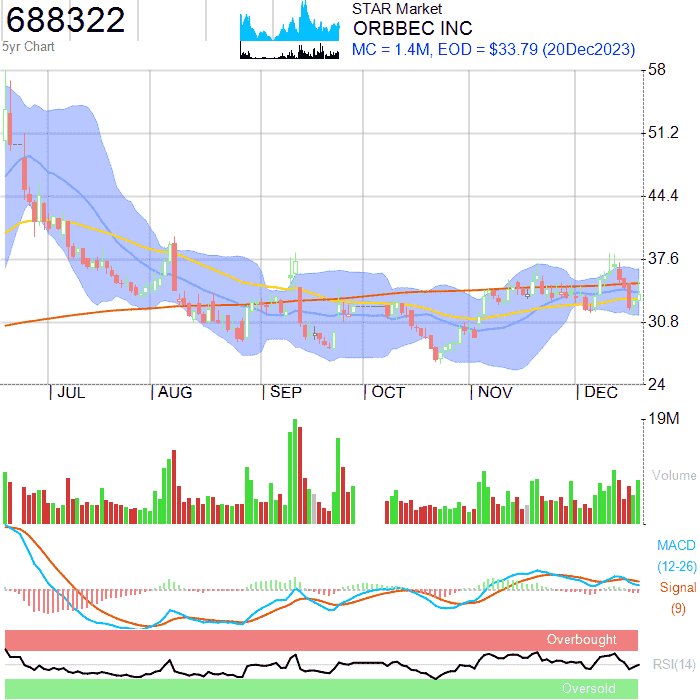 688322
5yr Chart
STAR Market
ORBBEC INC
MC = 1.4M, EOD = $33.79 (20Dec2023)
58
51.2
44.4
37.6
30.8
24
JUL AUG SEP OCT NOV DEC
19M
Volume
MACD
(12-26)
Signal
(9)
Overbought
RSI(14)
Oversold